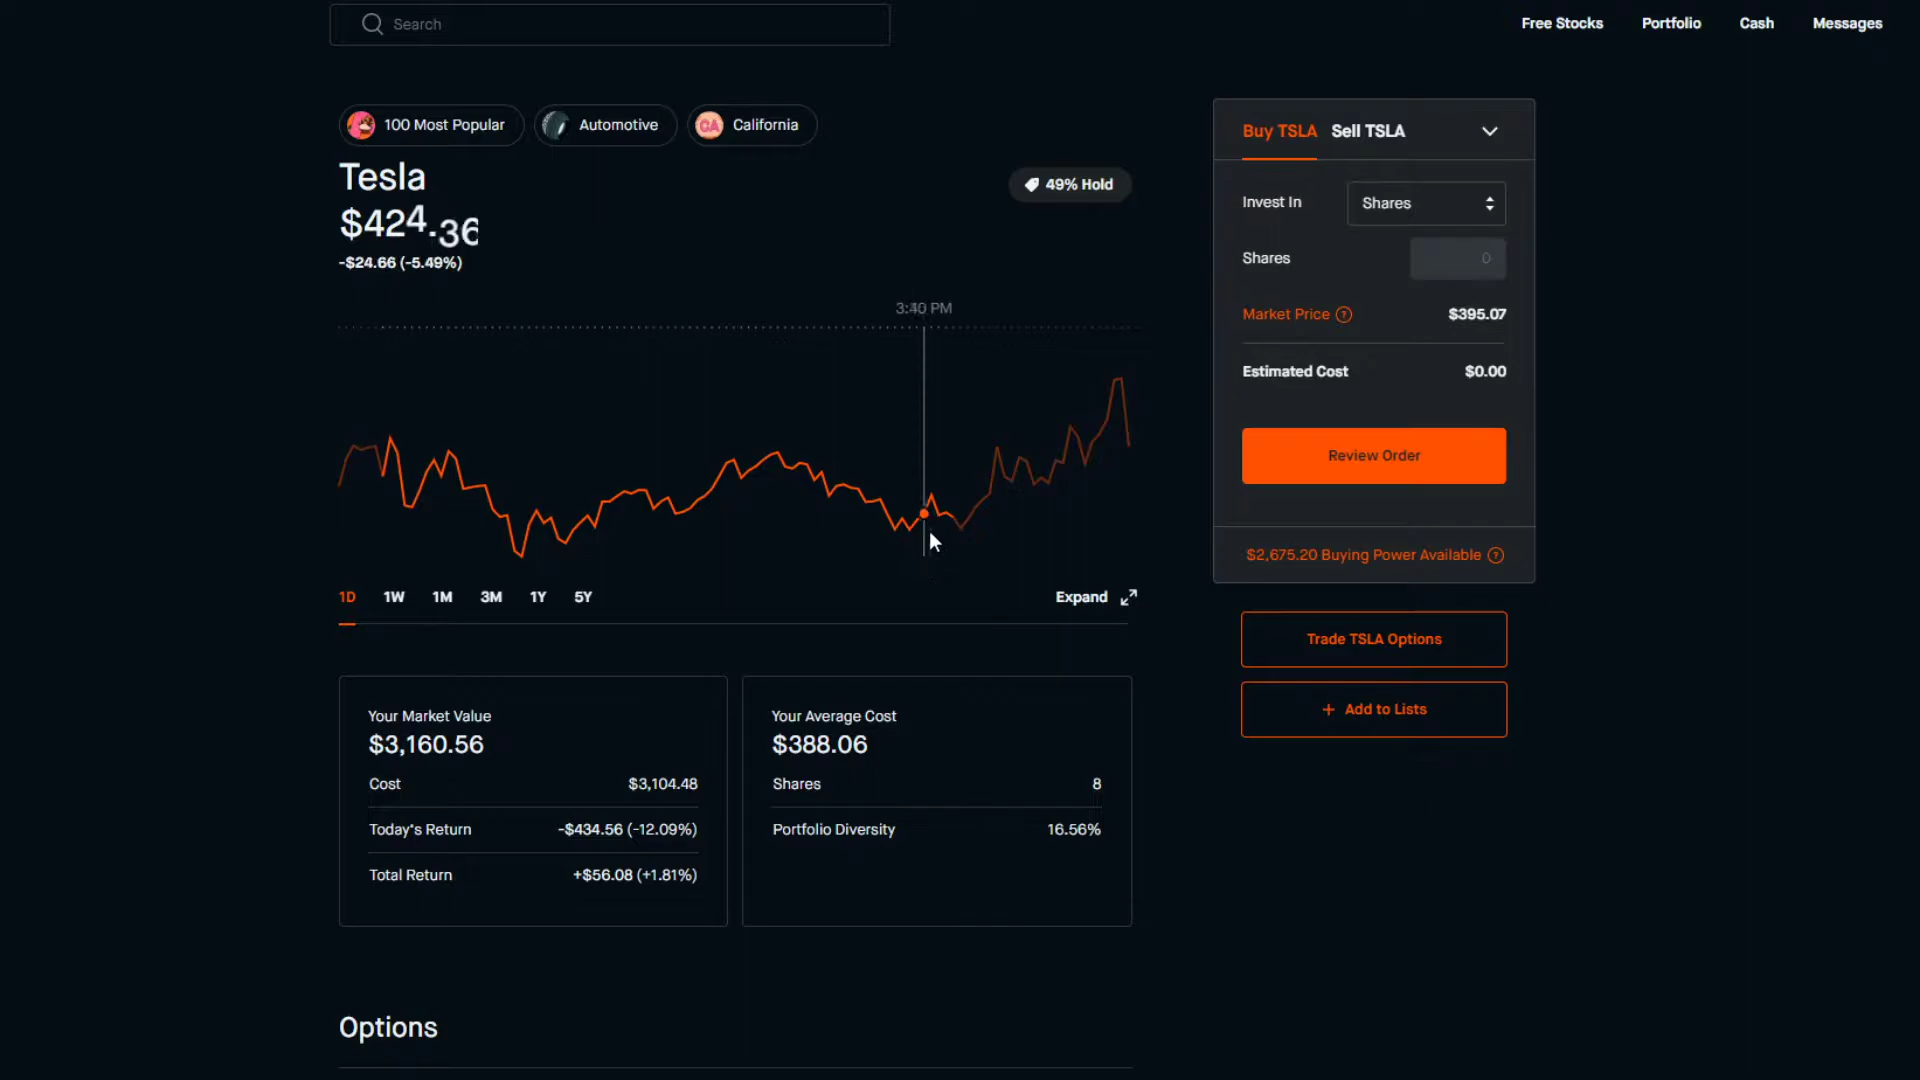 Search
Free Stocks Portfolio Cash Messages
100 Most Popular Automotive CA California
Tesla
49% Hold
$424.36
-$24.66 (-5.49%)
3:40 PM
1D 1W 1M 3M 1Y 5Y
Expand
Buy TSLA Sell TSLA
Invest In Shares
Shares 0
Market Price ? $395.07
Estimated Cost $0.00
Review Order
$2,675.20 Buying Power Available ?
Trade TSLA Options
+ Add to Lists
Your Market Value
$3,160.56
Cost $3,104.48
Today's Return -$434.56 (-12.09%)
Total Return +$56.08 (+1.81%)
Your Average Cost
$388.06
Shares 8
Portfolio Diversity 16.56%
Options